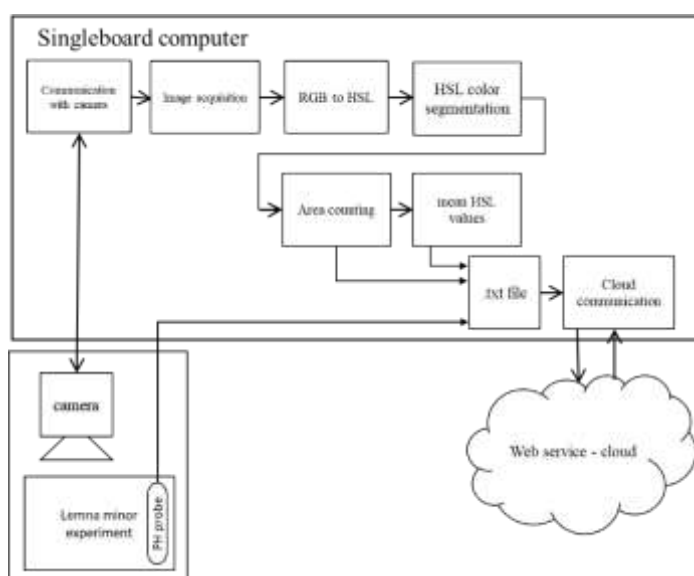 Singleboard computer
Communication
with camera
Image acquisition
RGB to HSL
HSL color
segmentation
Area counting
mean HSL
values
.txt file
Cloud
communication
camera
Lemna minor
experiment
PH probe
Web service - cloud